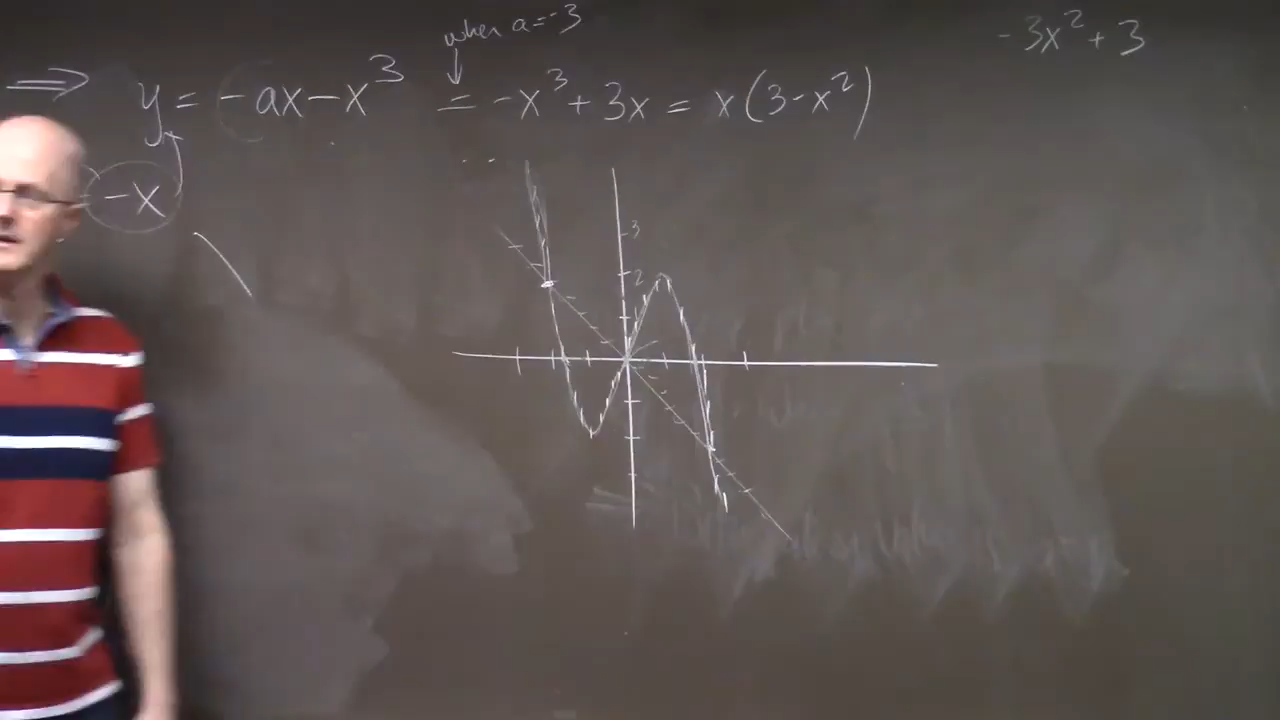 when a=-3
-3x² + 3
⟹ y = -ax - x³ = -x³ + 3x = x(3-x²)
-x
3
2